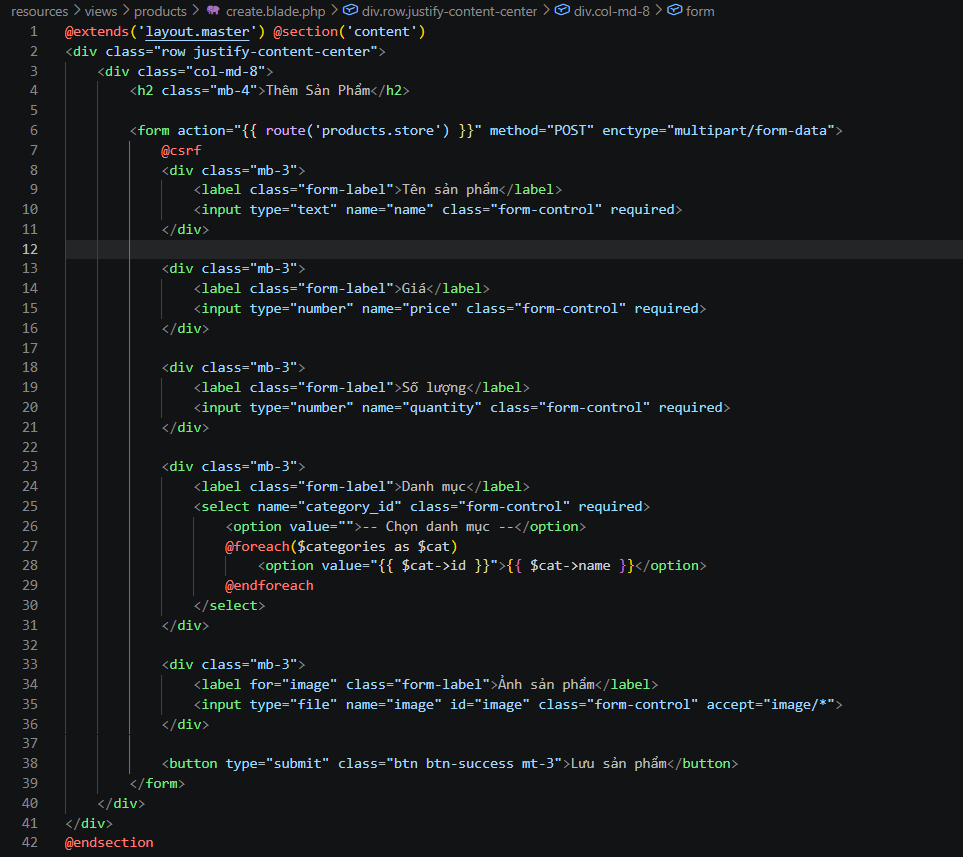 resources > views > products > create.blade.php > div.row.justify-content-center > div.col-md-8 > form
1 @extends('layout.master') @section('content')
2 <div class="row justify-content-center">
3     <div class="col-md-8">
4         <h2 class="mb-4">Thêm Sản Phẩm</h2>
5
6         <form action="{{ route('products.store') }}" method="POST" enctype="multipart/form-data">
7             @csrf
8             <div class="mb-3">
9                 <label class="form-label">Tên sản phẩm</label>
10                 <input type="text" name="name" class="form-control" required>
11             </div>
12
13             <div class="mb-3">
14                 <label class="form-label">Giá</label>
15                 <input type="number" name="price" class="form-control" required>
16             </div>
17
18             <div class="mb-3">
19                 <label class="form-label">Số lượng</label>
20                 <input type="number" name="quantity" class="form-control" required>
21             </div>
22
23             <div class="mb-3">
24                 <label class="form-label">Danh mục</label>
25                 <select name="category_id" class="form-control" required>
26                     <option value="">-- Chọn danh mục --</option>
27                     @foreach($categories as $cat)
28                         <option value="{{ $cat->id }}">{{ $cat->name }}</option>
29                     @endforeach
30                 </select>
31             </div>
32
33             <div class="mb-3">
34                 <label for="image" class="form-label">Ảnh sản phẩm</label>
35                 <input type="file" name="image" id="image" class="form-control" accept="image/*">
36             </div>
37
38             <button type="submit" class="btn btn-success mt-3">Lưu sản phẩm</button>
39         </form>
40     </div>
41 </div>
42 @endsection